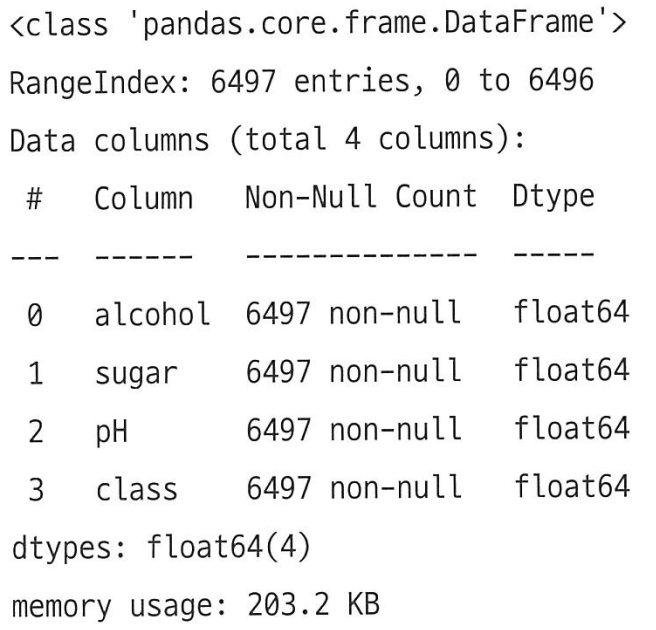 <class 'pandas.core.frame.DataFrame'>
RangeIndex: 6497 entries, 0 to 6496
Data columns (total 4 columns):
#   Column   Non-Null Count   Dtype
---   ------   --------------   -----
0   alcohol   6497 non-null   float64
1   sugar   6497 non-null   float64
2   pH   6497 non-null   float64
3   class   6497 non-null   float64
dtypes: float64(4)
memory usage: 203.2 KB